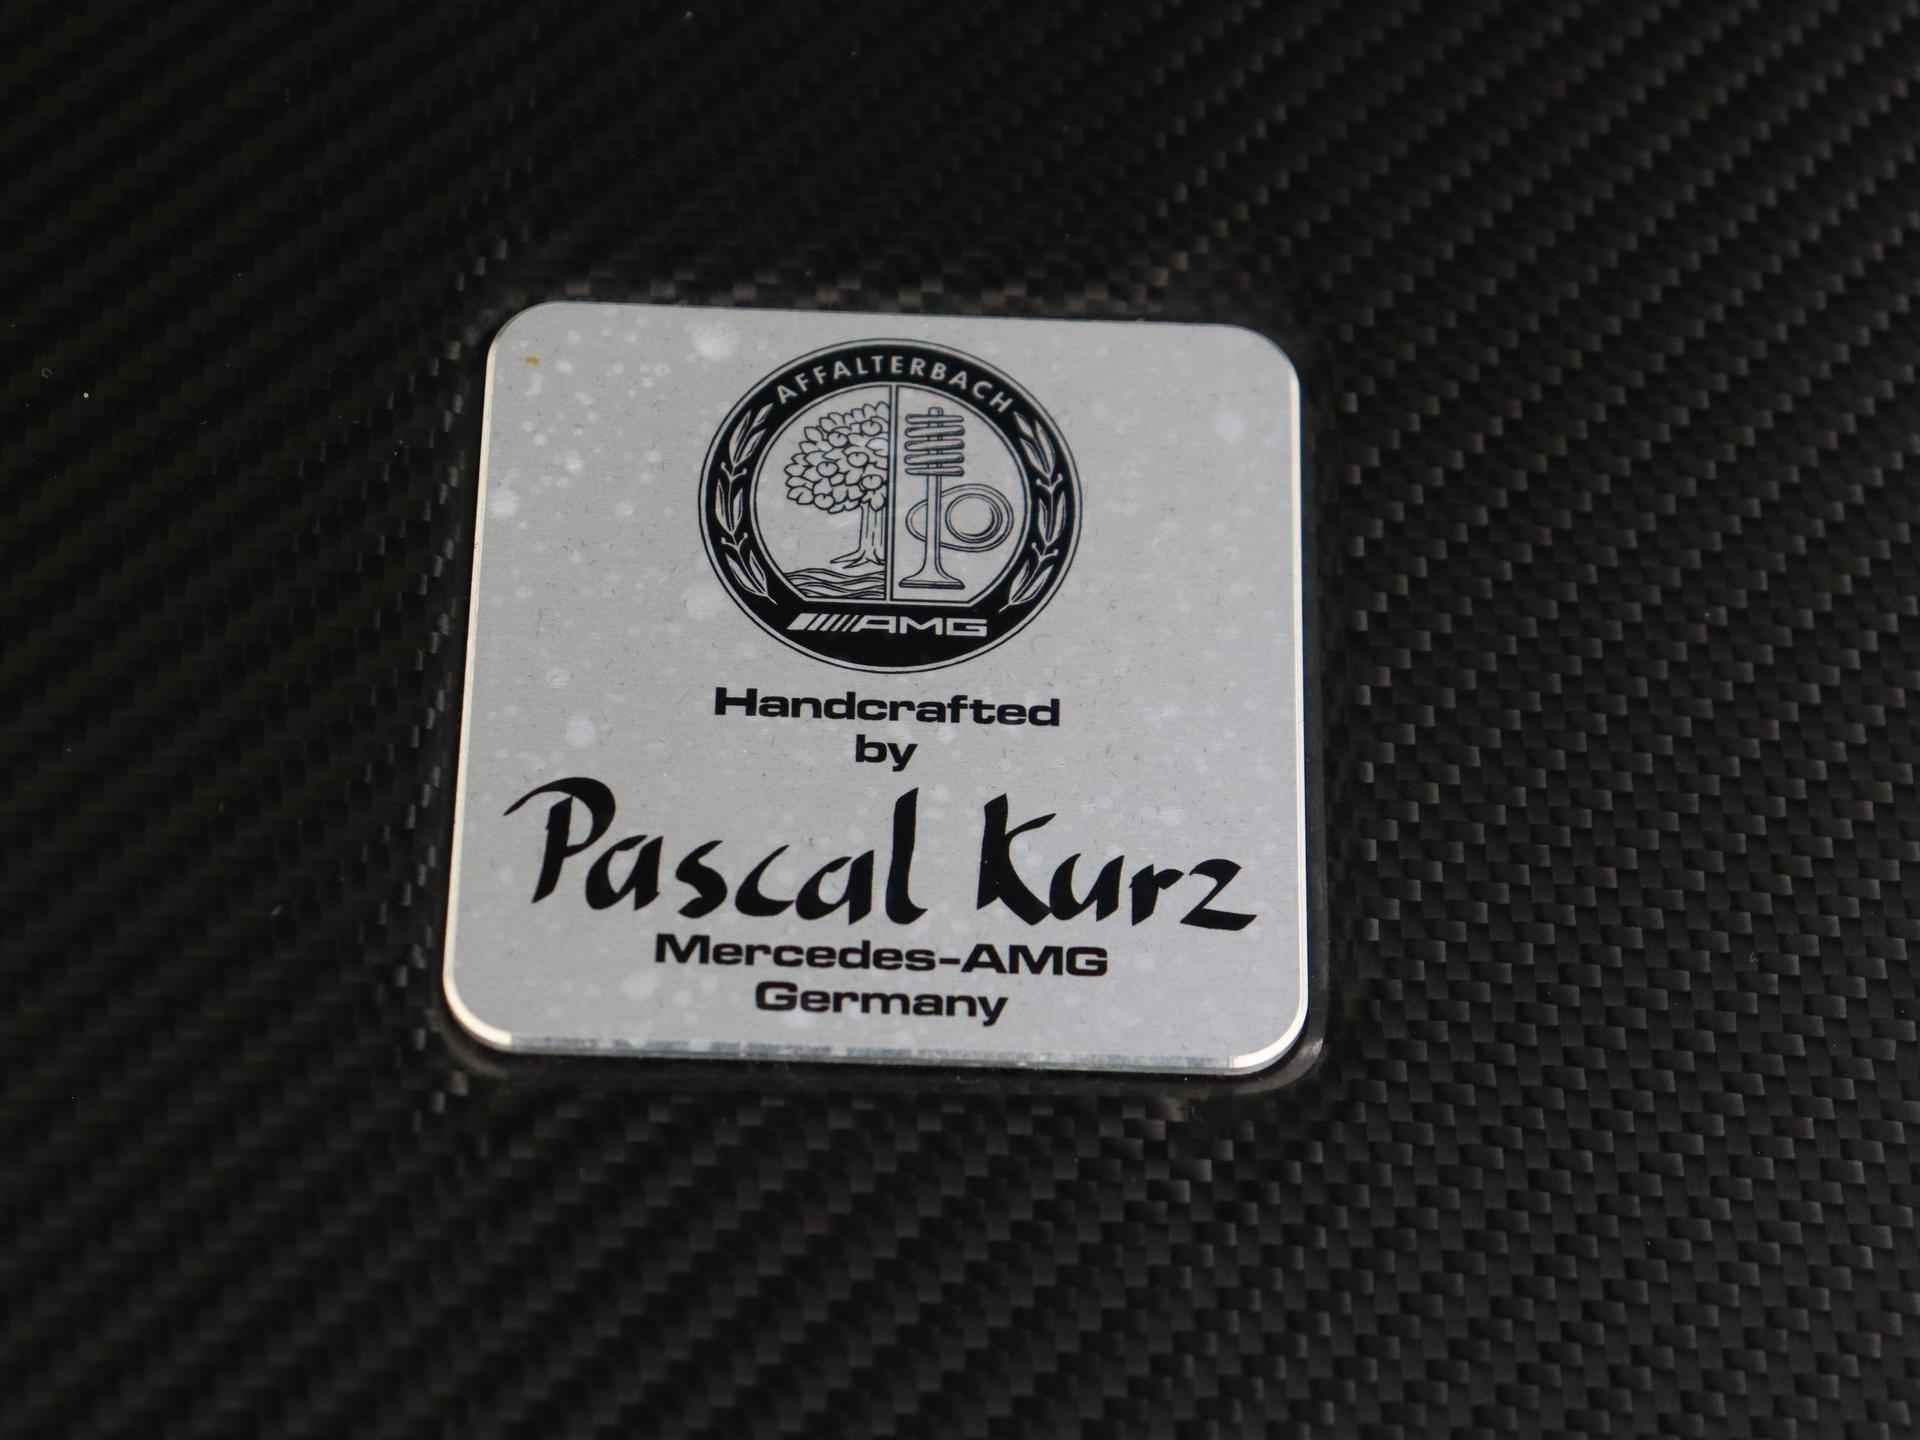 AFFALTERBACH
AMG
Handcrafted
by
Pascal Kurz
Mercedes-AMG
Germany